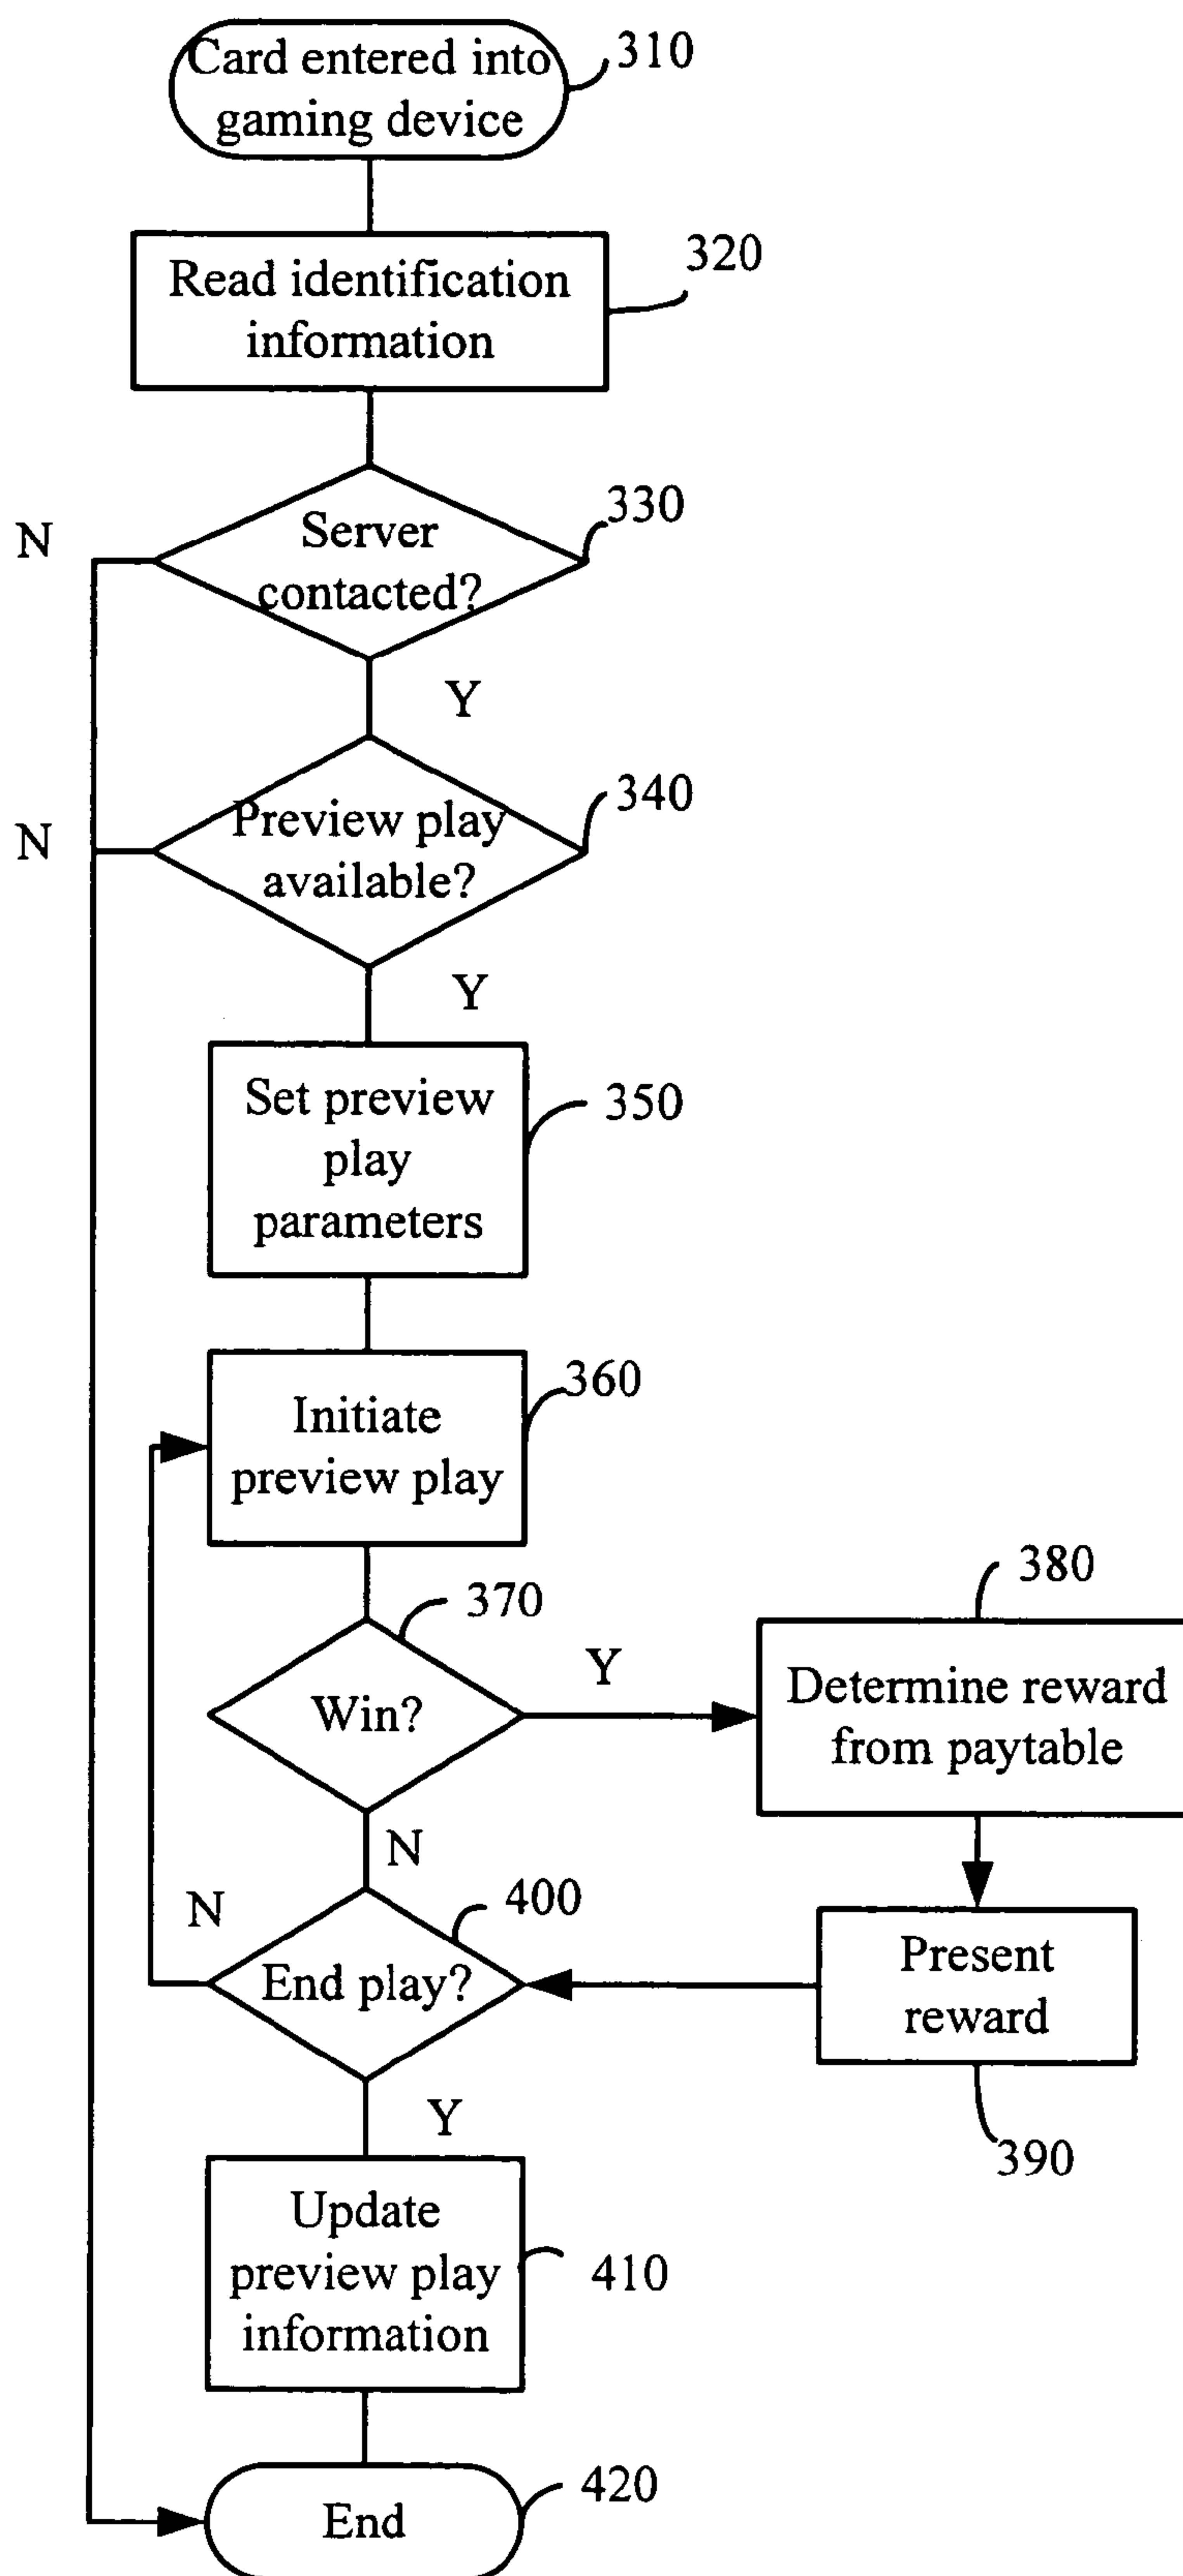 Card entered into
gaming device
310
Read identification
information
320
Server
contacted?
330
N
Y
Preview play
available?
340
N
Y
Set preview
play
parameters
350
Initiate
preview play
360
Win?
370
Y
N
Determine reward
from paytable
380
Present
reward
390
End play?
400
N
Y
Update
preview play
information
410
End
420